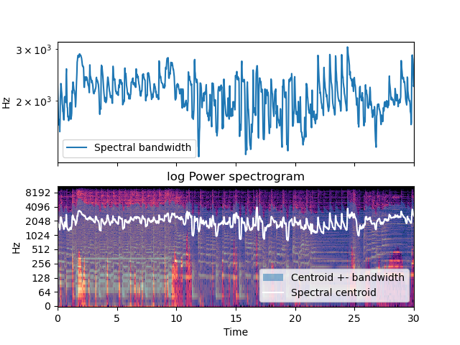 3 × 10³
2 × 10³
Hz
Spectral bandwidth
log Power spectrogram
8192
4096
2048
1024
512
256
128
64
0
Hz
Centroid +- bandwidth
Spectral centroid
0 5 10 15 20 25 30
Time